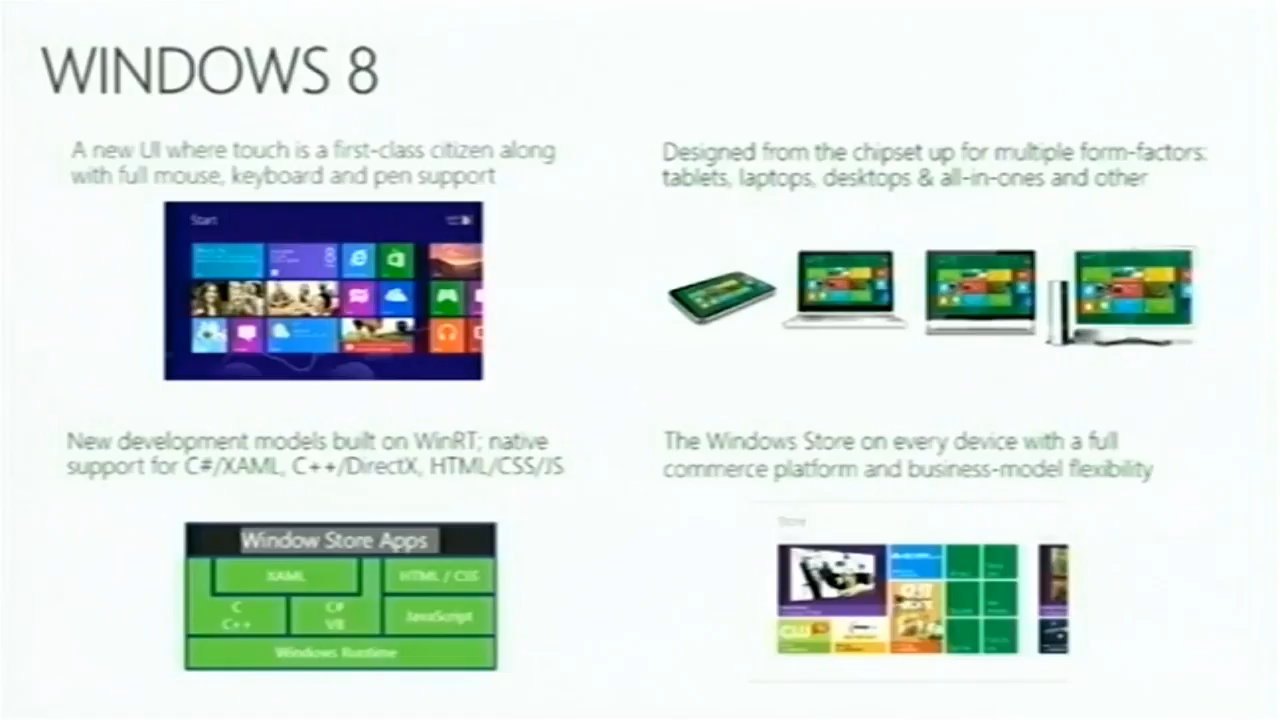 WINDOWS 8
A new UI where touch is a first-class citizen along
with full mouse, keyboard and pen support
Start
Designed from the chipset up for multiple form-factors:
tablets, laptops, desktops & all-in-ones and other
New development models built on WinRT; native
support for C#/XAML, C++/DirectX, HTML/CSS/JS
Window Store Apps
XAML
HTML / CSS
C
C++
C#
VB
JavaScript
Windows Runtime
The Windows Store on every device with a full
commerce platform and business-model flexibility
Store